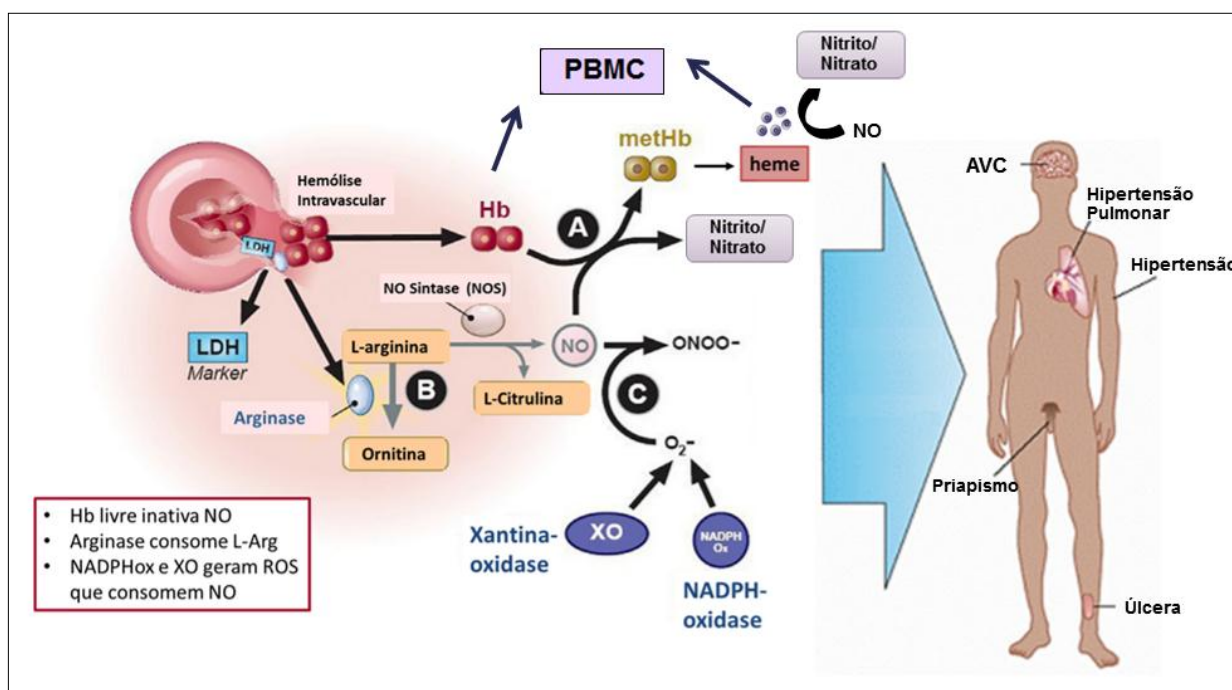 PBMC
Nitrito/
Nitrato
NO
metHb
heme
Hemólise
Intravascular
Hb
A
Nitrito/
Nitrato
LDH
NO Sintase (NOS)
LDH
Marker
L-arginina
NO
ONOO–
B
L-Citrulina
C
Arginase
Ornitina
O2–
Xantina-
oxidase
XO
NADPH
Ox
NADPH-
oxidase
• Hb livre inativa NO
• Arginase consome L-Arg
• NADPHox e XO geram ROS
que consomem NO
AVC
Hipertensão
Pulmonar
Hipertensão
Priapismo
Úlcera